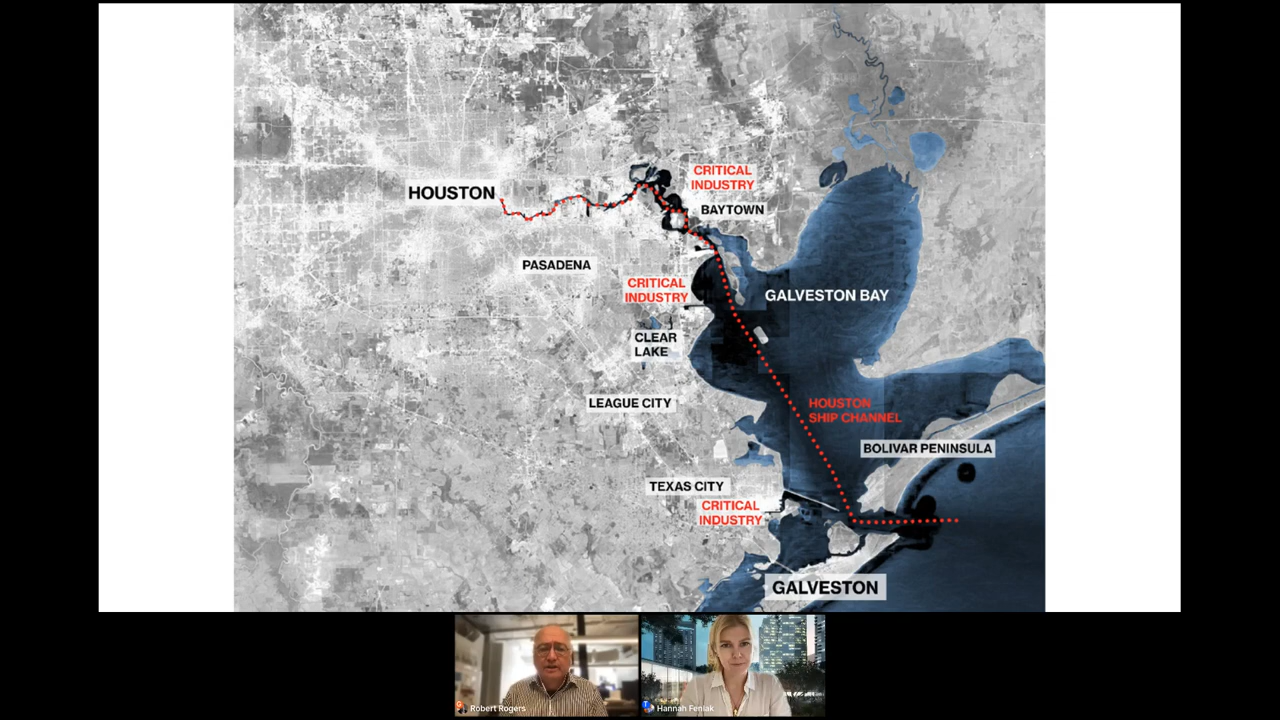 CRITICAL
INDUSTRY
HOUSTON
BAYTOWN
PASADENA
CRITICAL
INDUSTRY
GALVESTON BAY
CLEAR
LAKE
LEAGUE CITY
HOUSTON
SHIP CHANNEL
BOLIVAR PENINSULA
TEXAS CITY
CRITICAL
INDUSTRY
GALVESTON
Robert Rogers
Hannah Feniak